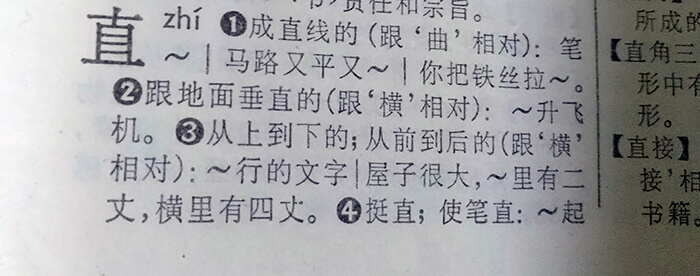 责任和宗旨。
直 zhí ❶成直线的(跟‘曲’相对)：笔
～｜马路又平又～｜你把铁丝拉～。
❷跟地面垂直的(跟‘横’相对)：～升飞
机。❸从上到下的；从前到后的(跟‘横’
相对)：～行的文字｜屋子很大，～里有二
丈，横里有四丈。❹挺直；使笔直：～起
所成的
【直角三
形中有
形。
【直接】
接’相
书籍。